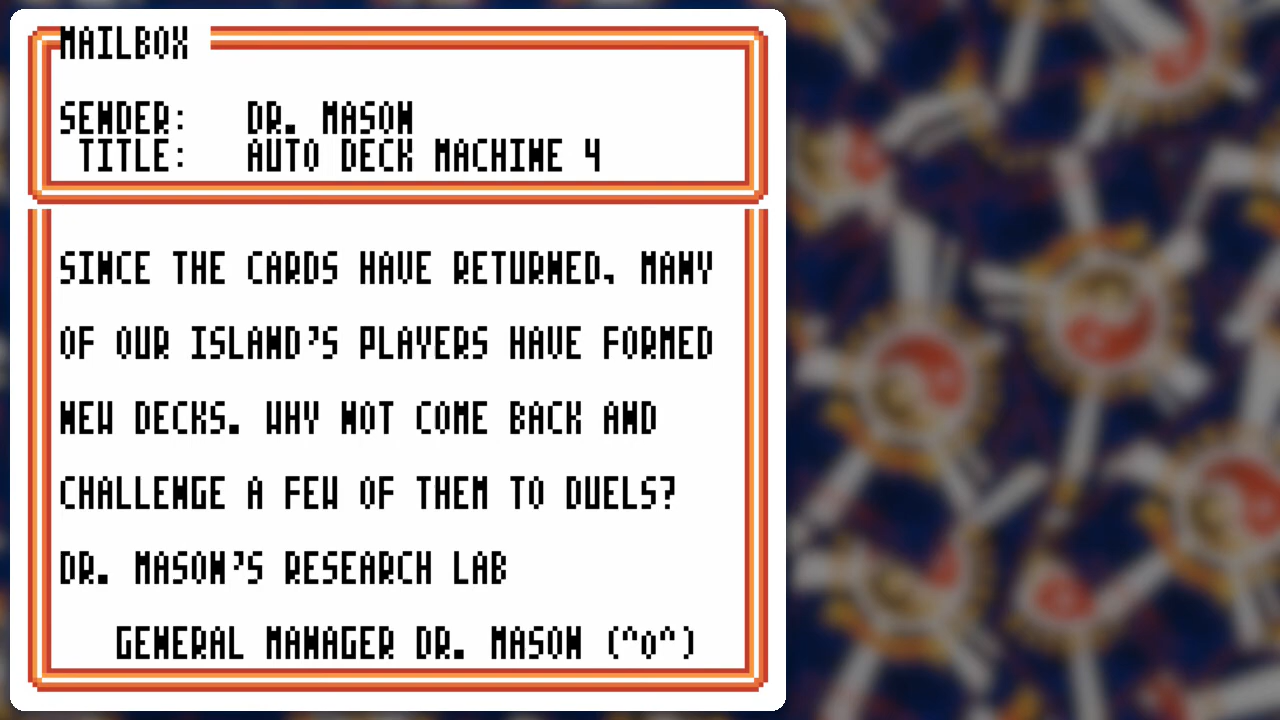 MAILBOX
SENDER: DR. MASON
TITLE: AUTO DECK MACHINE 4
SINCE THE CARDS HAVE RETURNED, MANY
OF OUR ISLAND'S PLAYERS HAVE FORMED
NEW DECKS. WHY NOT COME BACK AND
CHALLENGE A FEW OF THEM TO DUELS?
DR. MASON'S RESEARCH LAB
GENERAL MANAGER DR. MASON (^o^)